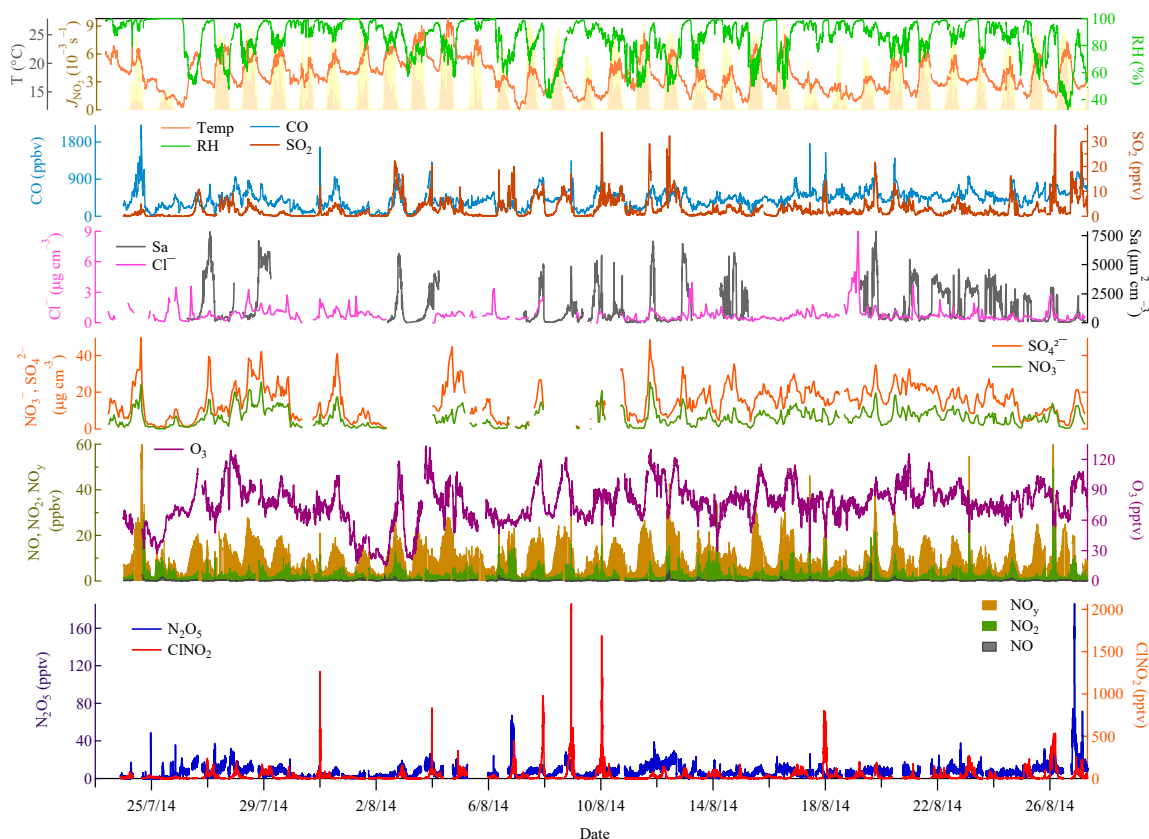 T (°C)
J_NO₂ (10⁻³ s⁻¹)
25
20
15
9
6
3
0
100
80
60
40
RH (%)
Temp
RH
CO
SO₂
CO (ppbv)
1800
900
0
30
20
10
0
SO₂ (pptv)
Sa
Cl⁻
Cl⁻ (μg cm⁻³)
9
6
3
0
7500
5000
2500
0
Sa (μm² cm⁻³)
NO₃⁻, SO₄²⁻
(μg cm⁻³)
40
20
0
SO₄²⁻
NO₃⁻
NO, NO₂, NOy
(ppbv)
60
40
20
0
O₃
120
90
60
30
0
O₃ (pptv)
N₂O₅ (pptv)
160
120
80
40
0
N₂O₅
ClNO₂
NOy
NO₂
NO
2000
1500
1000
500
0
ClNO₂ (pptv)
25/7/14 29/7/14 2/8/14 6/8/14 10/8/14 14/8/14 18/8/14 22/8/14 26/8/14
Date